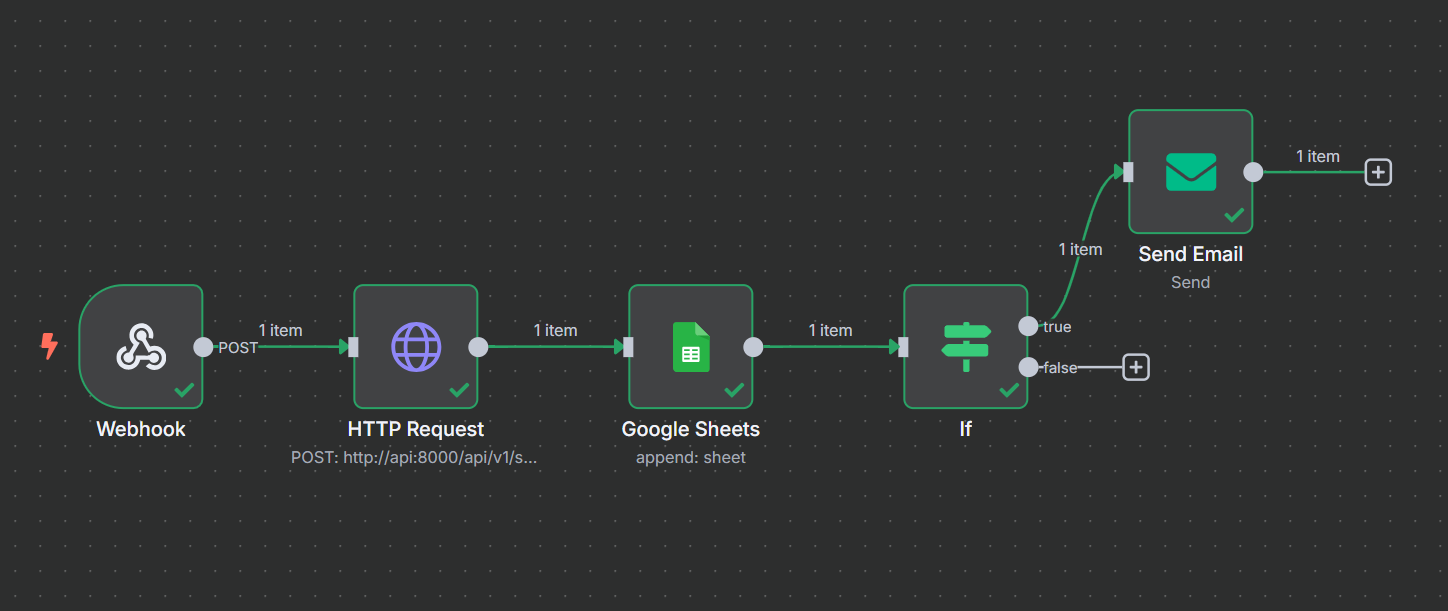 1 item
1 item
Send Email
Send
POST
1 item
1 item
1 item
true
false
Webhook
HTTP Request
POST: http://api:8000/api/v1/s...
Google Sheets
append: sheet
If